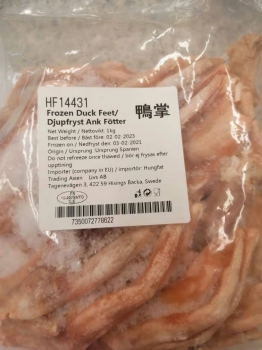 HF14431
Frozen Duck Feet/
Djupfryst Ank Fötter
鴨掌
Net Weight / Nettovikt: 1kg
Best before / Bäst före: 02-02-2023
Frozen on / Nedfryst den: 03-02-2021
Origin / Ursprung: Ursprung Spanien
Do not refreeze once thawed / bör ej frysas efter
upptining
Importer (company in EU) / importör: Hungfat
Trading Asien Livs AB
Tagenevägen 3, 422 59 Hisings Backa, Swede
ES
CE
7350072778622